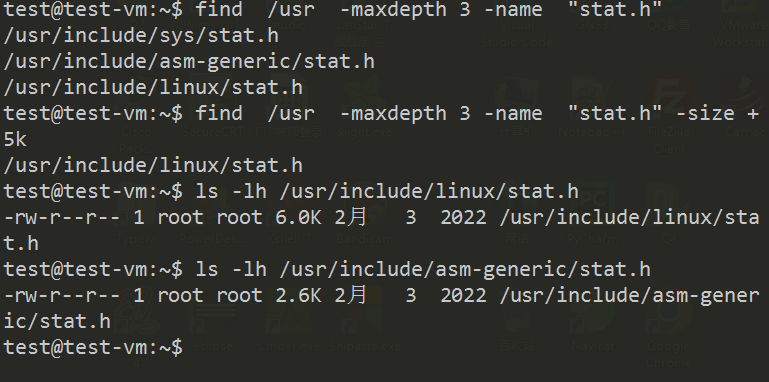 test@test-vm:~$ find  /usr  -maxdepth 3 -name  "stat.h"
/usr/include/sys/stat.h
/usr/include/asm-generic/stat.h
/usr/include/linux/stat.h
test@test-vm:~$ find  /usr  -maxdepth 3 -name  "stat.h" -size +
5k
/usr/include/linux/stat.h
test@test-vm:~$ ls -lh /usr/include/linux/stat.h
-rw-r--r-- 1 root root 6.0K 2月   3  2022 /usr/include/linux/sta
t.h
test@test-vm:~$ ls -lh /usr/include/asm-generic/stat.h
-rw-r--r-- 1 root root 2.6K 2月   3  2022 /usr/include/asm-gener
ic/stat.h
test@test-vm:~$